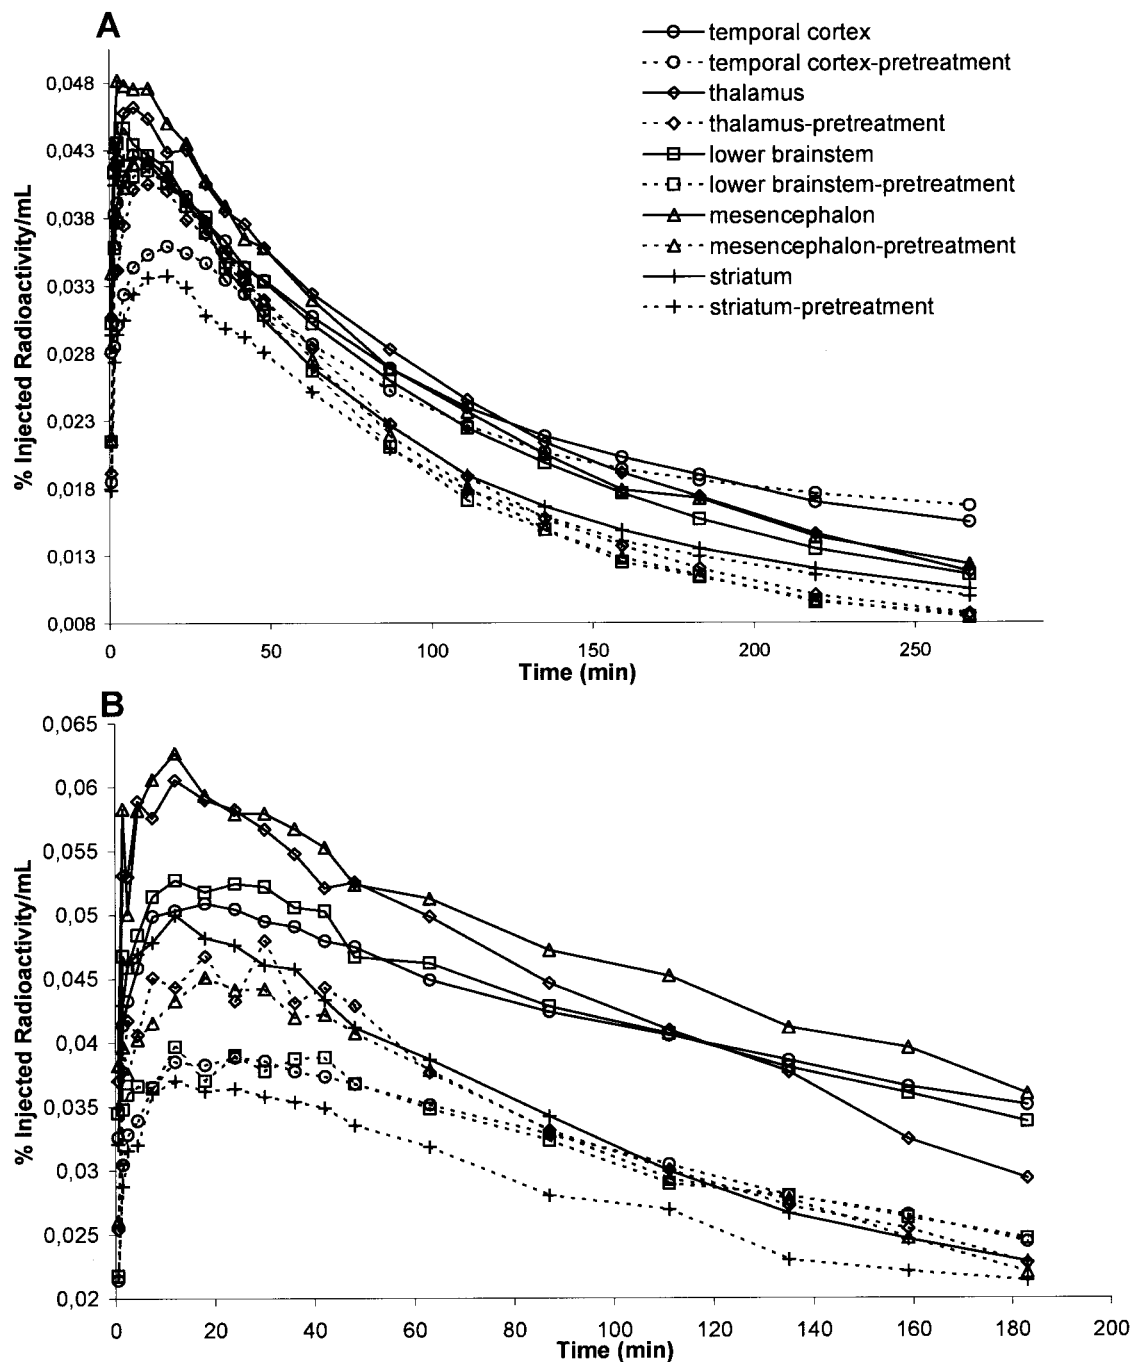 A
temporal cortex
temporal cortex-pretreatment
thalamus
thalamus-pretreatment
lower brainstem
lower brainstem-pretreatment
mesencephalon
mesencephalon-pretreatment
striatum
striatum-pretreatment
% Injected Radioactivity/mL
0,048
0,043
0,038
0,033
0,028
0,023
0,018
0,013
0,008
0 50 100 150 200 250
Time (min)
B
% Injected Radioactivity/mL
0,065
0,06
0,055
0,05
0,045
0,04
0,035
0,03
0,025
0,02
0 20 40 60 80 100 120 140 160 180 200
Time (min)